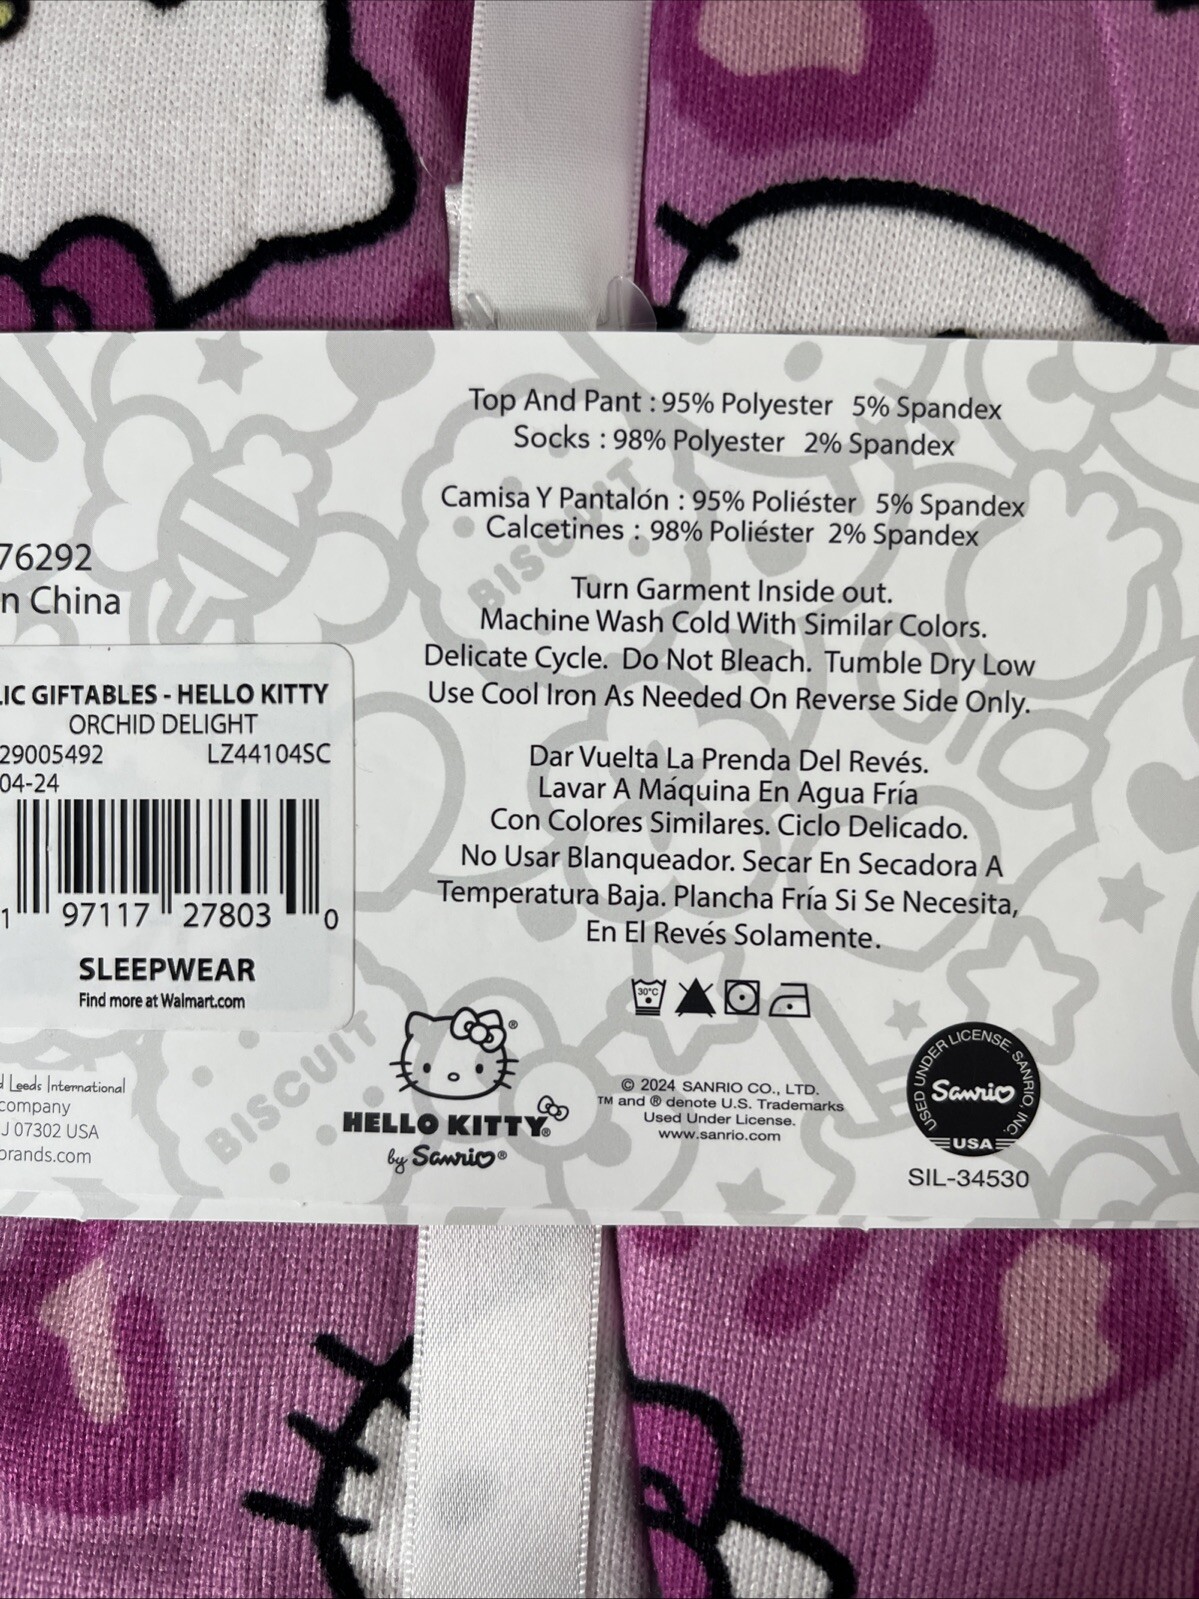 Top And Pant : 95% Polyester 5% Spandex
Socks : 98% Polyester 2% Spandex
Camisa Y Pantalón : 95% Poliéster 5% Spandex
Calcetines : 98% Poliéster 2% Spandex
BISCUIT
Turn Garment Inside out.
Machine Wash Cold With Similar Colors.
Delicate Cycle. Do Not Bleach. Tumble Dry Low
Use Cool Iron As Needed On Reverse Side Only.
Dar Vuelta La Prenda Del Revés.
Lavar A Máquina En Agua Fría
Con Colores Similares. Ciclo Delicado.
No Usar Blanqueador. Secar En Secadora A
Temperatura Baja. Plancha Fría Si Se Necesita,
En El Revés Solamente.
30°C
76292
n China
LIC GIFTABLES - HELLO KITTY
ORCHID DELIGHT
29005492 LZ44104SC
04-24
1 97117 27803 0
SLEEPWEAR
Find more at Walmart.com
BISCUIT
d Leeds International
company
J 07302 USA
brands.com
®
HELLO KITTY®
by Sanrio®
© 2024 SANRIO CO., LTD.
TM and ® denote U.S. Trademarks
Used Under License.
www.sanrio.com
USED UNDER LICENSE. SANRIO, INC.
Sanrio
USA
SIL-34530